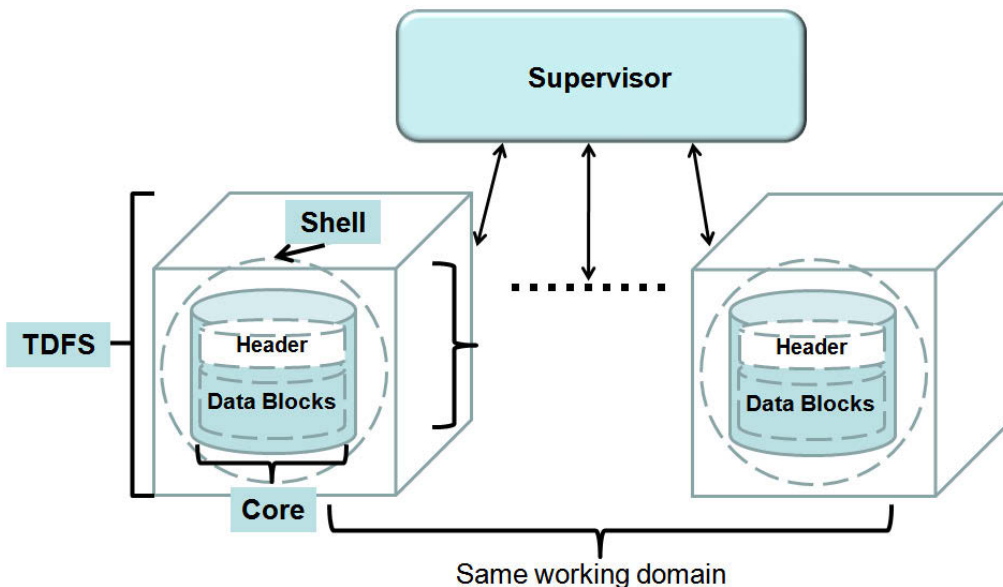 Supervisor
Shell
TDFS
Header
Data Blocks
Core
Header
Data Blocks
Same working domain